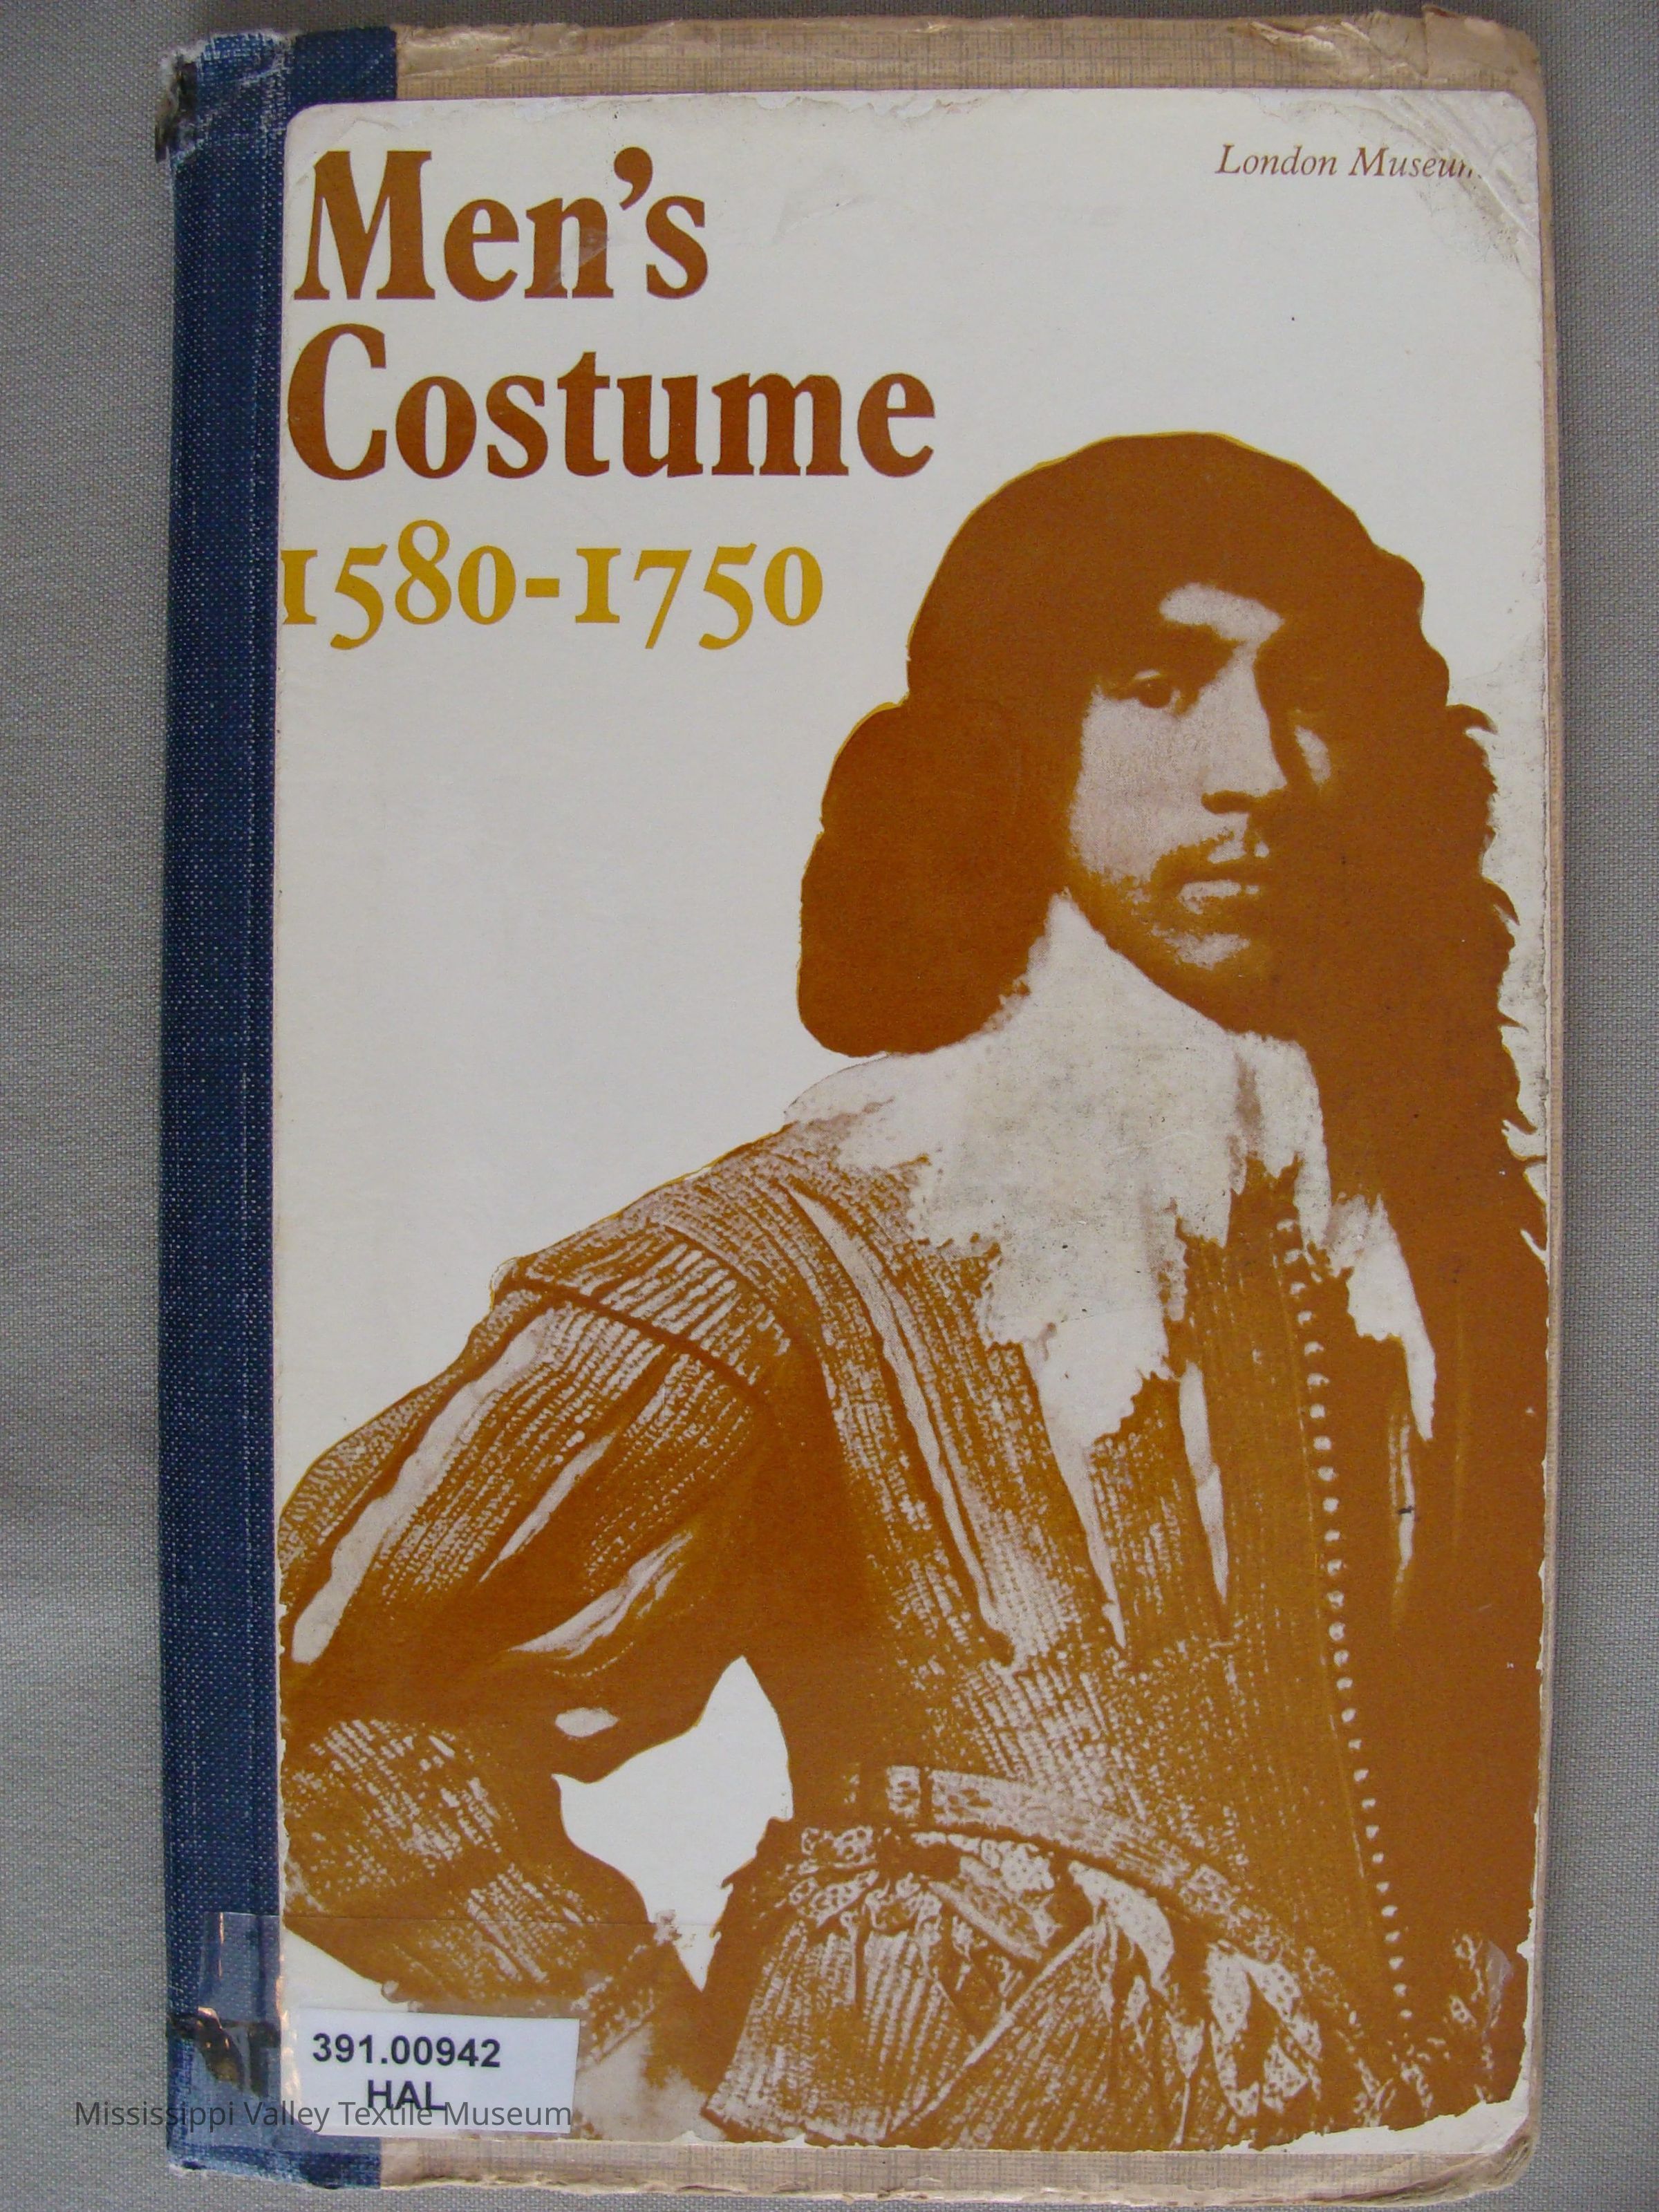 London Museum
Men's
Costume
1580-1750
391.00942
HAL
Mississippi Valley Textile Museum